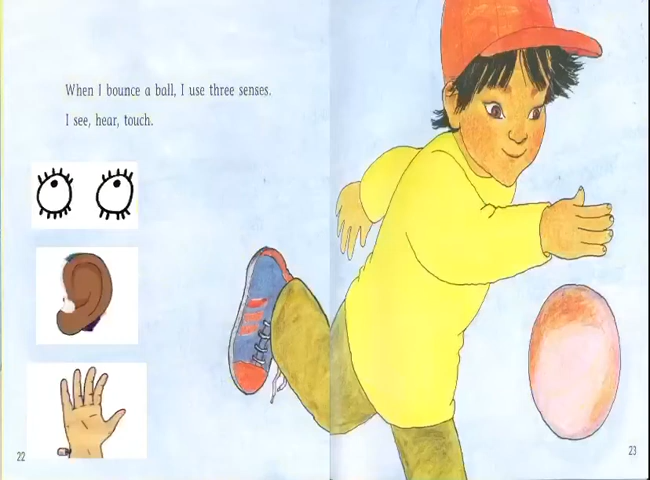 When I bounce a ball, I use three senses.
I see, hear, touch.
22
23